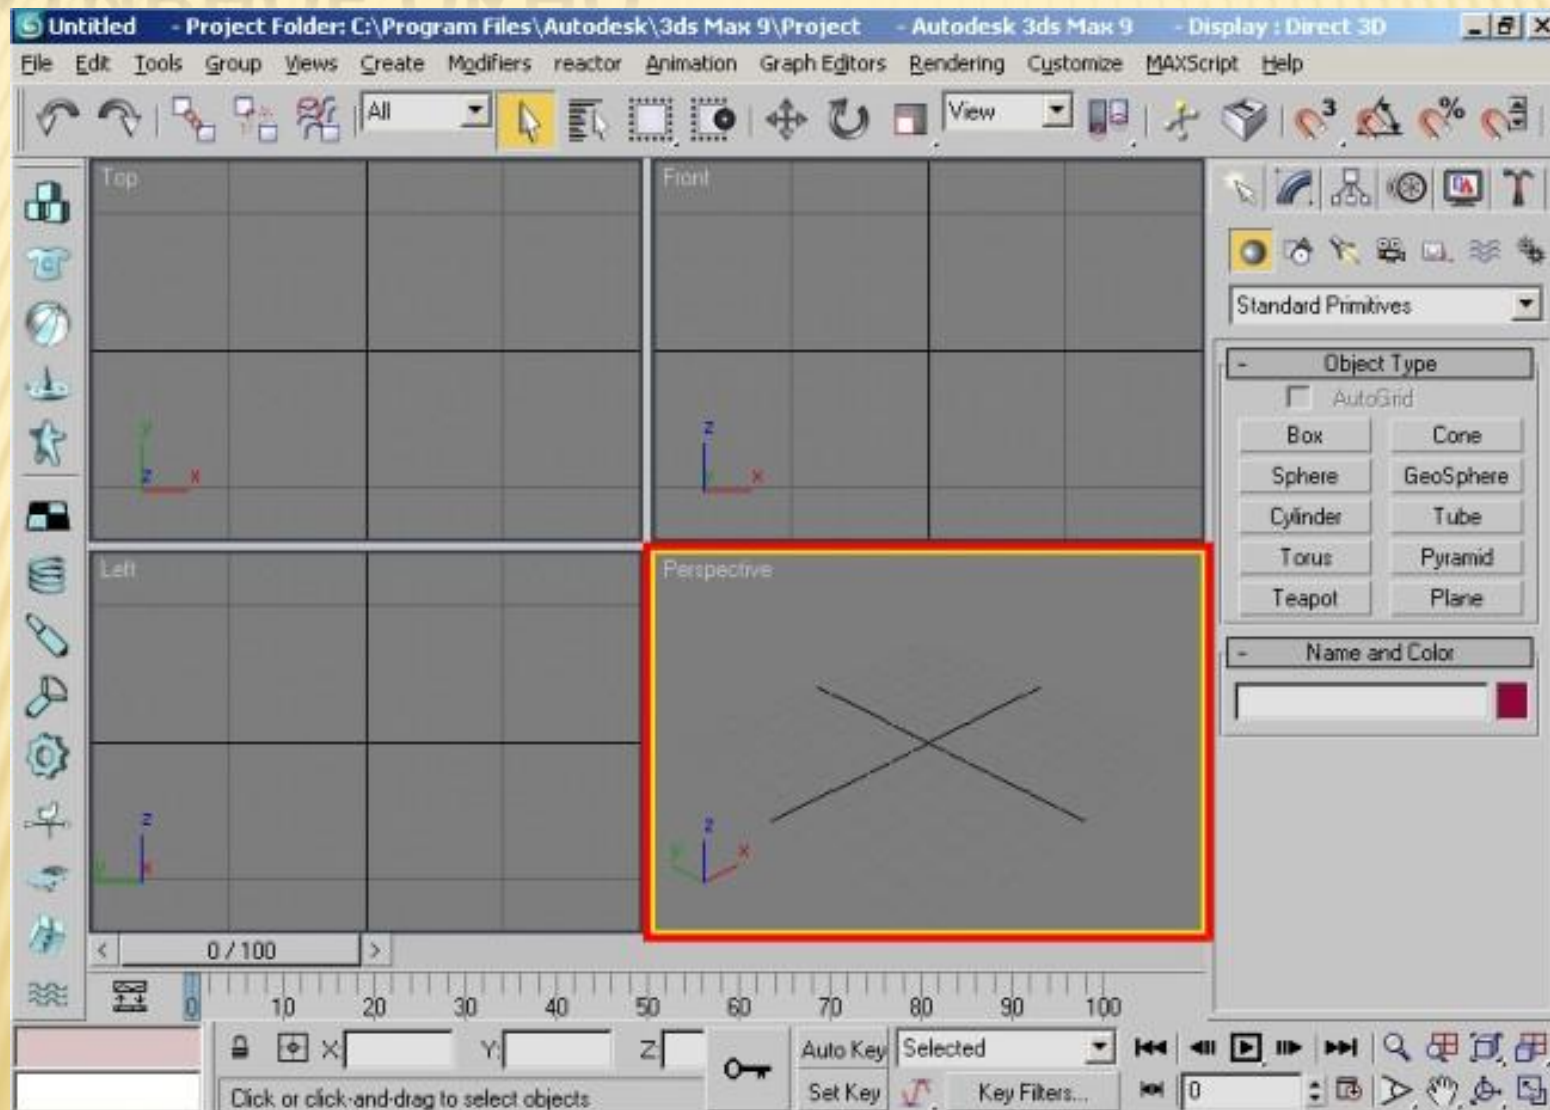 Untitled - Project Folder: C:\Program Files\Autodesk\3ds Max 9\Project - Autodesk 3ds Max 9 - Display : Direct 3D
File Edit Tools Group Views Create Modifiers reactor Animation Graph Editors Rendering Customize MAXScript Help
All View 3 %
Top Front
Standard Primitives
Object Type
AutoGrid
Box Cone
Sphere GeoSphere
Cylinder Tube
Torus Pyramid
Teapot Plane
Name and Color
y z x
z x
Left Perspective
z y x
z y x
0 / 100
0 10 20 30 40 50 60 70 80 90 100
X: Y: Z: Auto Key Selected
Click or click-and-drag to select objects Set Key Key Filters... 0